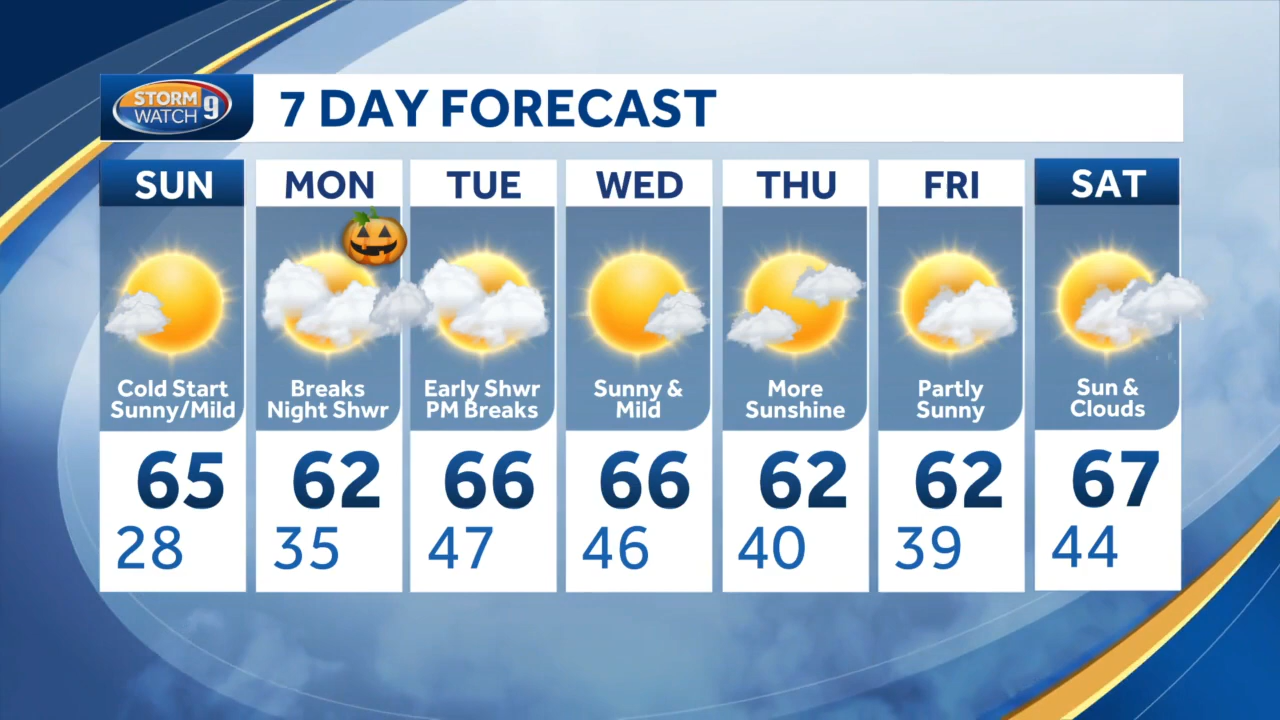 STORM
WATCH 9
7 DAY FORECAST
SUN MON TUE WED THU FRI SAT
Cold Start
Sunny/Mild
Breaks
Night Shwr
Early Shwr
PM Breaks
Sunny &
Mild
More
Sunshine
Partly
Sunny
Sun &
Clouds
65 62 66 66 62 62 67
28 35 47 46 40 39 44